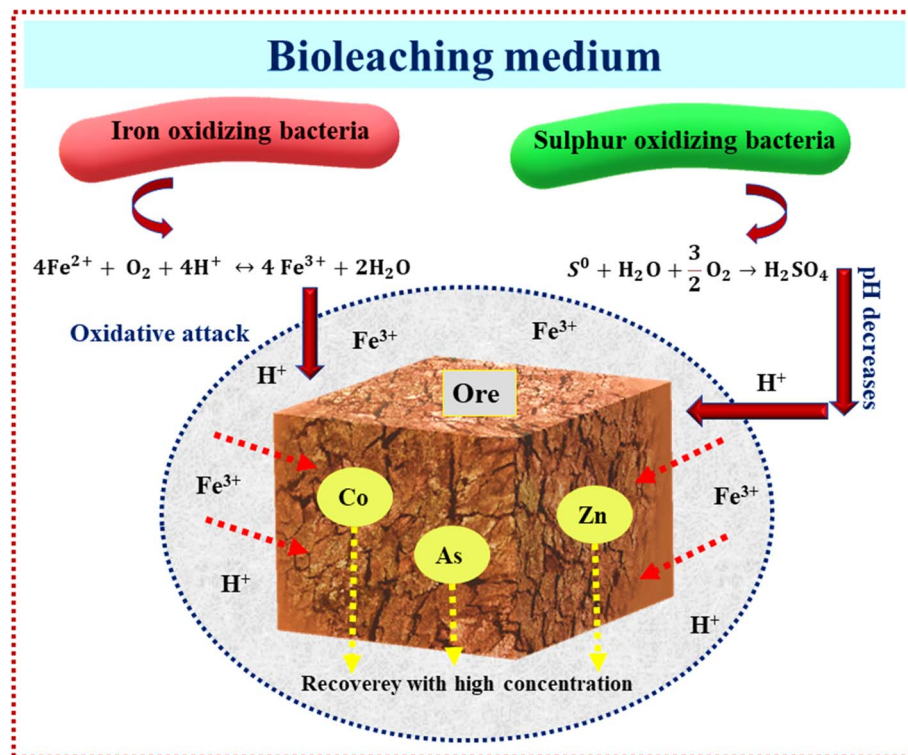 Bioleaching medium
Iron oxidizing bacteria
Sulphur oxidizing bacteria
4Fe²⁺ + O₂ + 4H⁺ ↔ 4 Fe³⁺ + 2H₂O
S⁰ + H₂O + 3/2 O₂ → H₂SO₄
pH decreases
Oxidative attack
Fe³⁺
Fe³⁺
H⁺
H⁺
Ore
Fe³⁺
Co
As
Zn
Fe³⁺
H⁺
H⁺
Recoverey with high concentration